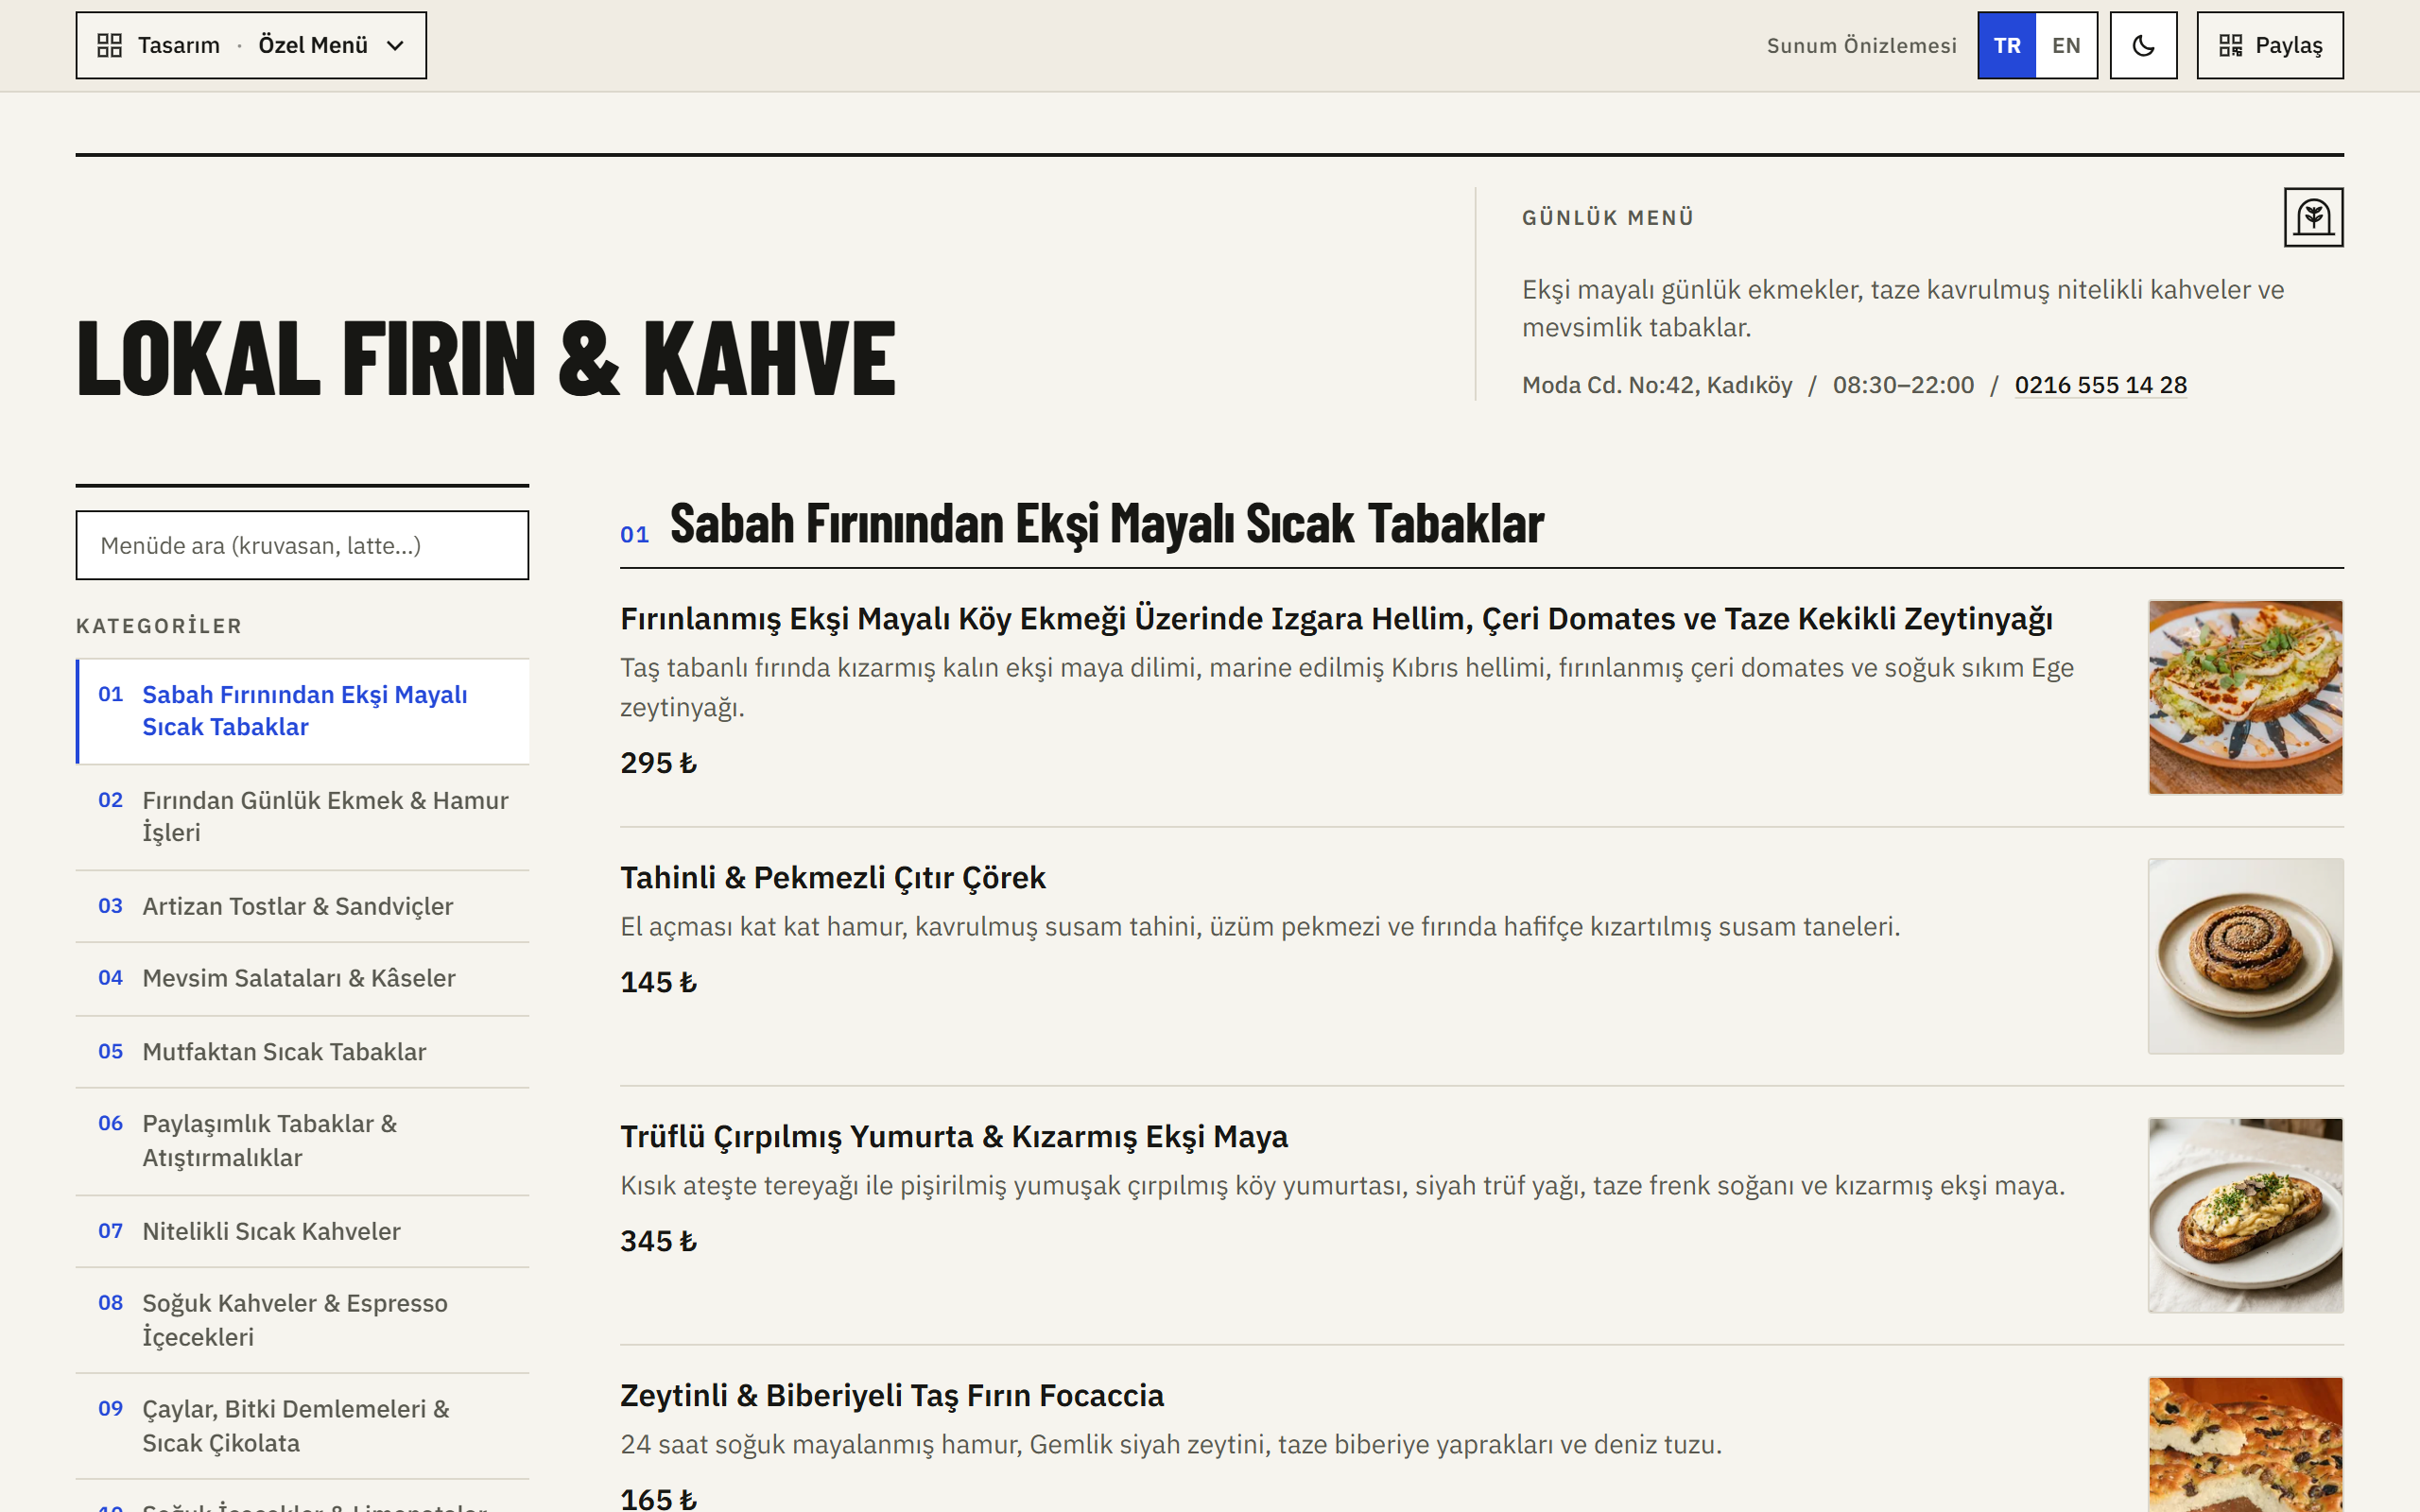 Tasarım · Özel Menü
Sunum Önizlemesi
TR EN
Paylaş
GÜNLÜK MENÜ
Ekşi mayalı günlük ekmekler, taze kavrulmuş nitelikli kahveler ve
mevsimlik tabaklar.
Moda Cd. No:42, Kadıköy / 08:30–22:00 / 0216 555 14 28
LOKAL FIRIN & KAHVE
Menüde ara (kruvasan, latte...)
KATEGORİLER
01 Sabah Fırınından Ekşi Mayalı
Sıcak Tabaklar
02 Fırından Günlük Ekmek & Hamur
İşleri
03 Artizan Tostlar & Sandviçler
04 Mevsim Salataları & Kâseler
05 Mutfaktan Sıcak Tabaklar
06 Paylaşımlık Tabaklar &
Atıştırmalıklar
07 Nitelikli Sıcak Kahveler
08 Soğuk Kahveler & Espresso
İçecekleri
09 Çaylar, Bitki Demlemeleri &
Sıcak Çikolata
10 Soğuk İçecekler & Limonatalar
01 Sabah Fırınından Ekşi Mayalı Sıcak Tabaklar
Fırınlanmış Ekşi Mayalı Köy Ekmeği Üzerinde Izgara Hellim, Çeri Domates ve Taze Kekikli Zeytinyağı
Taş tabanlı fırında kızarmış kalın ekşi maya dilimi, marine edilmiş Kıbrıs hellimi, fırınlanmış çeri domates ve soğuk sıkım Ege
zeytinyağı.
295 ₺
Tahinli & Pekmezli Çıtır Çörek
El açması kat kat hamur, kavrulmuş susam tahini, üzüm pekmezi ve fırında hafifçe kızartılmış susam taneleri.
145 ₺
Trüflü Çırpılmış Yumurta & Kızarmış Ekşi Maya
Kısık ateşte tereyağı ile pişirilmiş yumuşak çırpılmış köy yumurtası, siyah trüf yağı, taze frenk soğanı ve kızarmış ekşi maya.
345 ₺
Zeytinli & Biberiyeli Taş Fırın Focaccia
24 saat soğuk mayalanmış hamur, Gemlik siyah zeytini, taze biberiye yaprakları ve deniz tuzu.
165 ₺